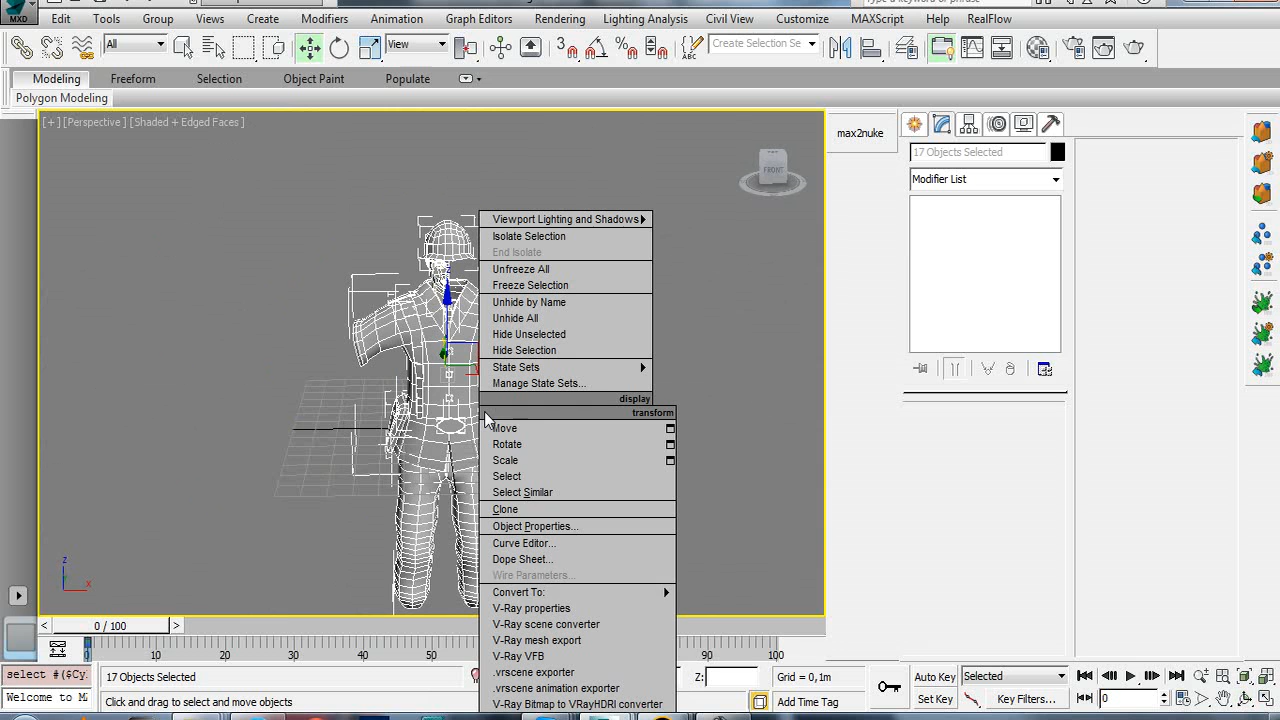 MXD
Edit Tools Group Views Create Modifiers Animation Graph Editors Rendering Lighting Analysis Civil View Customize MAXScript Help RealFlow
All View Create Selection Se
Modeling Freeform Selection Object Paint Populate
Polygon Modeling
[+] [Perspective ] [Shaded + Edged Faces ]
FRONT
max2nuke
17 Objects Selected
Modifier List
Viewport Lighting and Shadows
Isolate Selection
End Isolate
Unfreeze All
Freeze Selection
Unhide by Name
Unhide All
Hide Unselected
Hide Selection
State Sets
Manage State Sets...
display
transform
Move
Rotate
Scale
Select
Select Similar
Clone
Object Properties...
Curve Editor...
Dope Sheet...
Wire Parameters...
Convert To:
V-Ray properties
V-Ray scene converter
V-Ray mesh export
V-Ray VFB
.vrscene exporter
.vrscene animation exporter
V-Ray Bitmap to VRayHDRI converter
z
x
< 0 / 100 >
0 10 20 30 40 50 90 100
select #($Cy 17 Objects Selected Z: Grid = 0,1m Auto Key Selected
Welcome to M Click and drag to select and move objects Add Time Tag Set Key Key Filters... 0